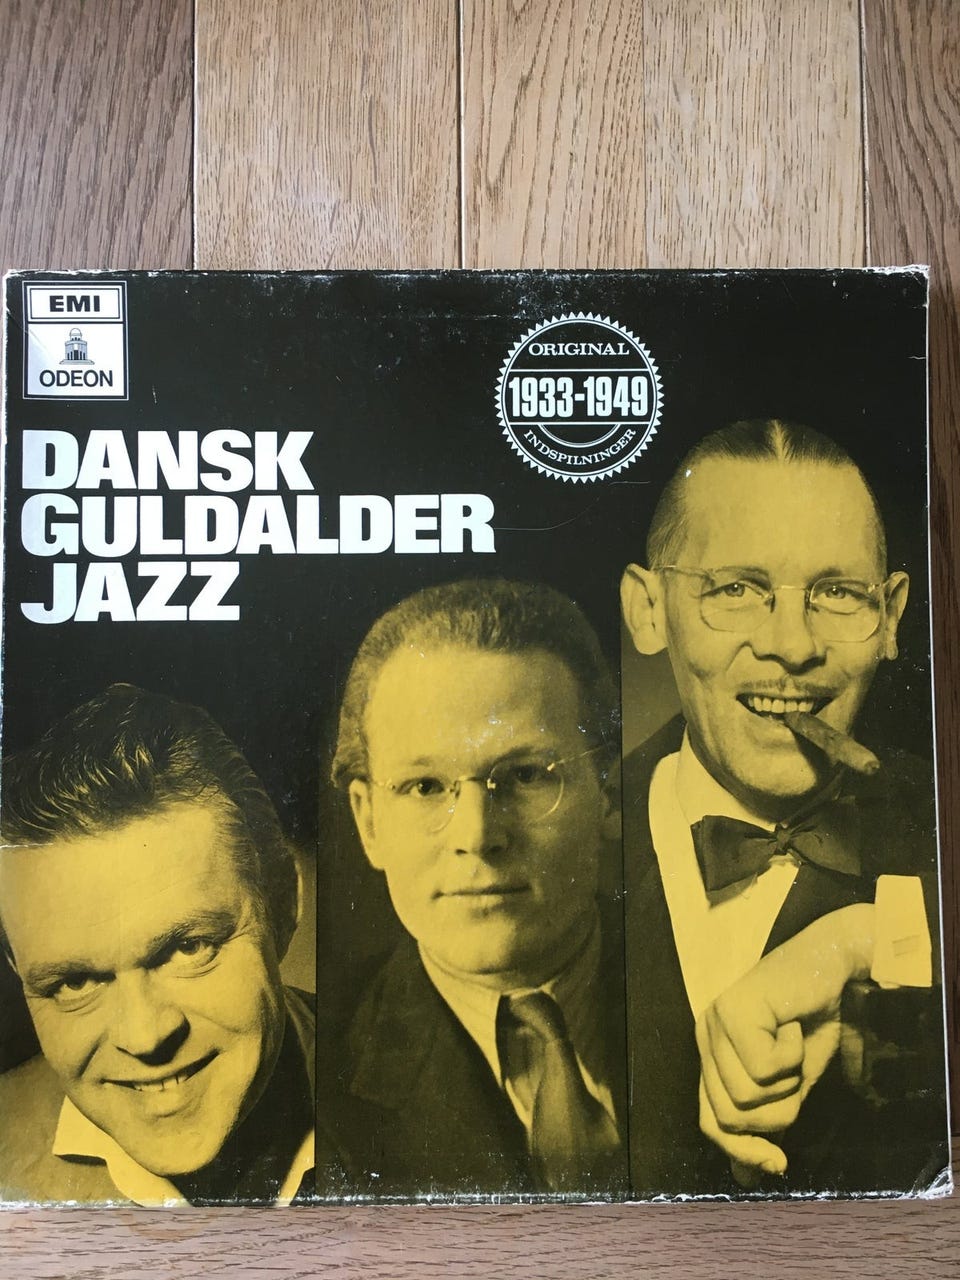 EMI
ODEON
ORIGINAL
1933-1949
INDSPILNINGER
DANSK
GULDALDER
JAZZ